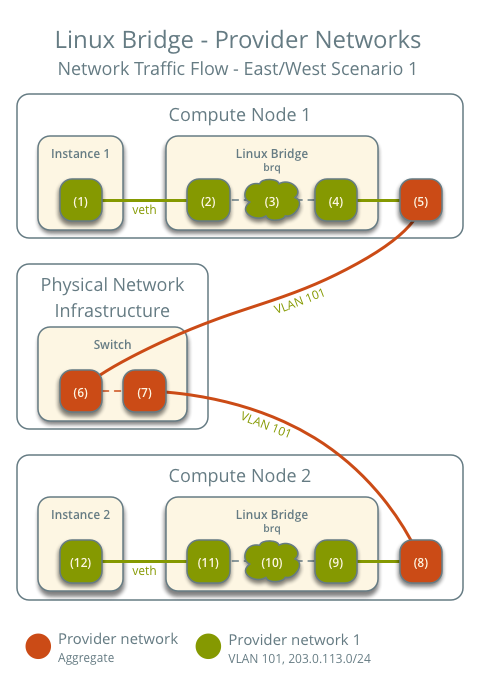 Linux Bridge - Provider Networks
Network Traffic Flow - East/West Scenario 1
Compute Node 1
Instance 1
Linux Bridge
brq
(1)
veth
(2)
(3)
(4)
(5)
VLAN 101
Physical Network
Infrastructure
Switch
(6)
(7)
VLAN 101
Compute Node 2
Instance 2
Linux Bridge
brq
(12)
veth
(11)
(10)
(9)
(8)
Provider network
Aggregate
Provider network 1
VLAN 101, 203.0.113.0/24